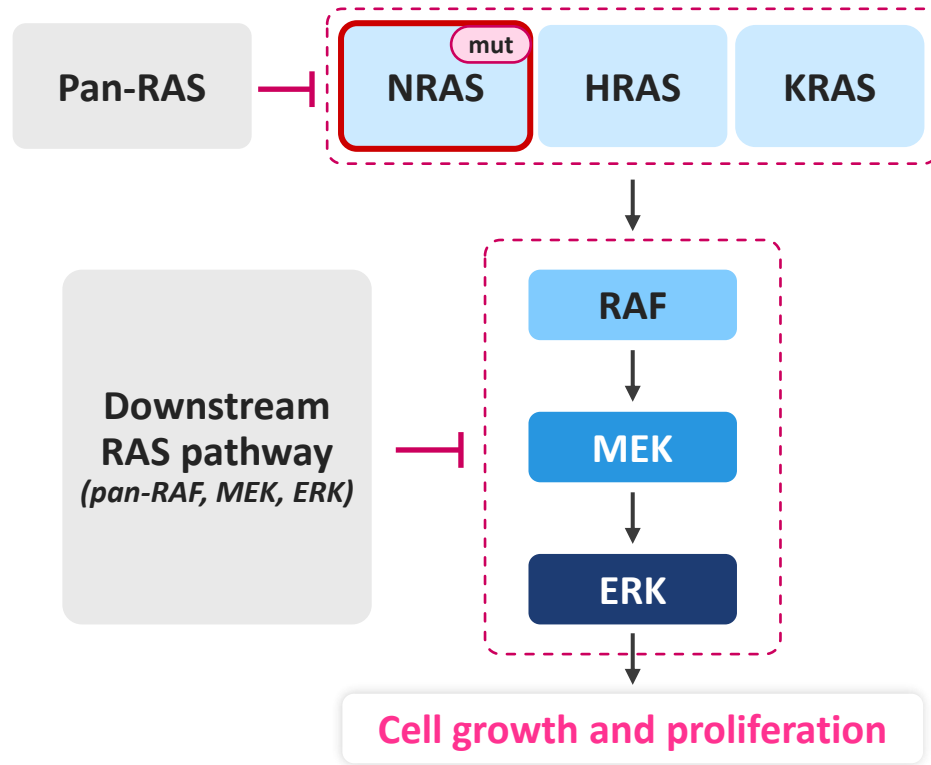 mut
Pan-RAS
NRAS
HRAS
KRAS
RAF
Downstream
RAS pathway
(pan-RAF, MEK, ERK)
MEK
ERK
Cell growth and proliferation